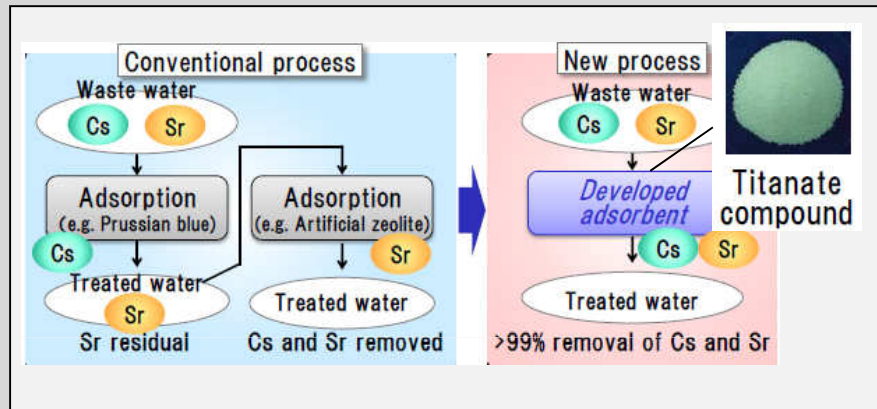 Conventional process
Waste water
Cs
Sr
Adsorption
(e.g. Prussian blue)
Cs
Treated water
Sr
Sr residual
Adsorption
(e.g. Artificial zeolite)
Sr
Treated water
Cs and Sr removed
New process
Waste water
Cs
Sr
Developed
adsorbent
Cs
Sr
Treated water
>99% removal of Cs and Sr
Titanate
compound